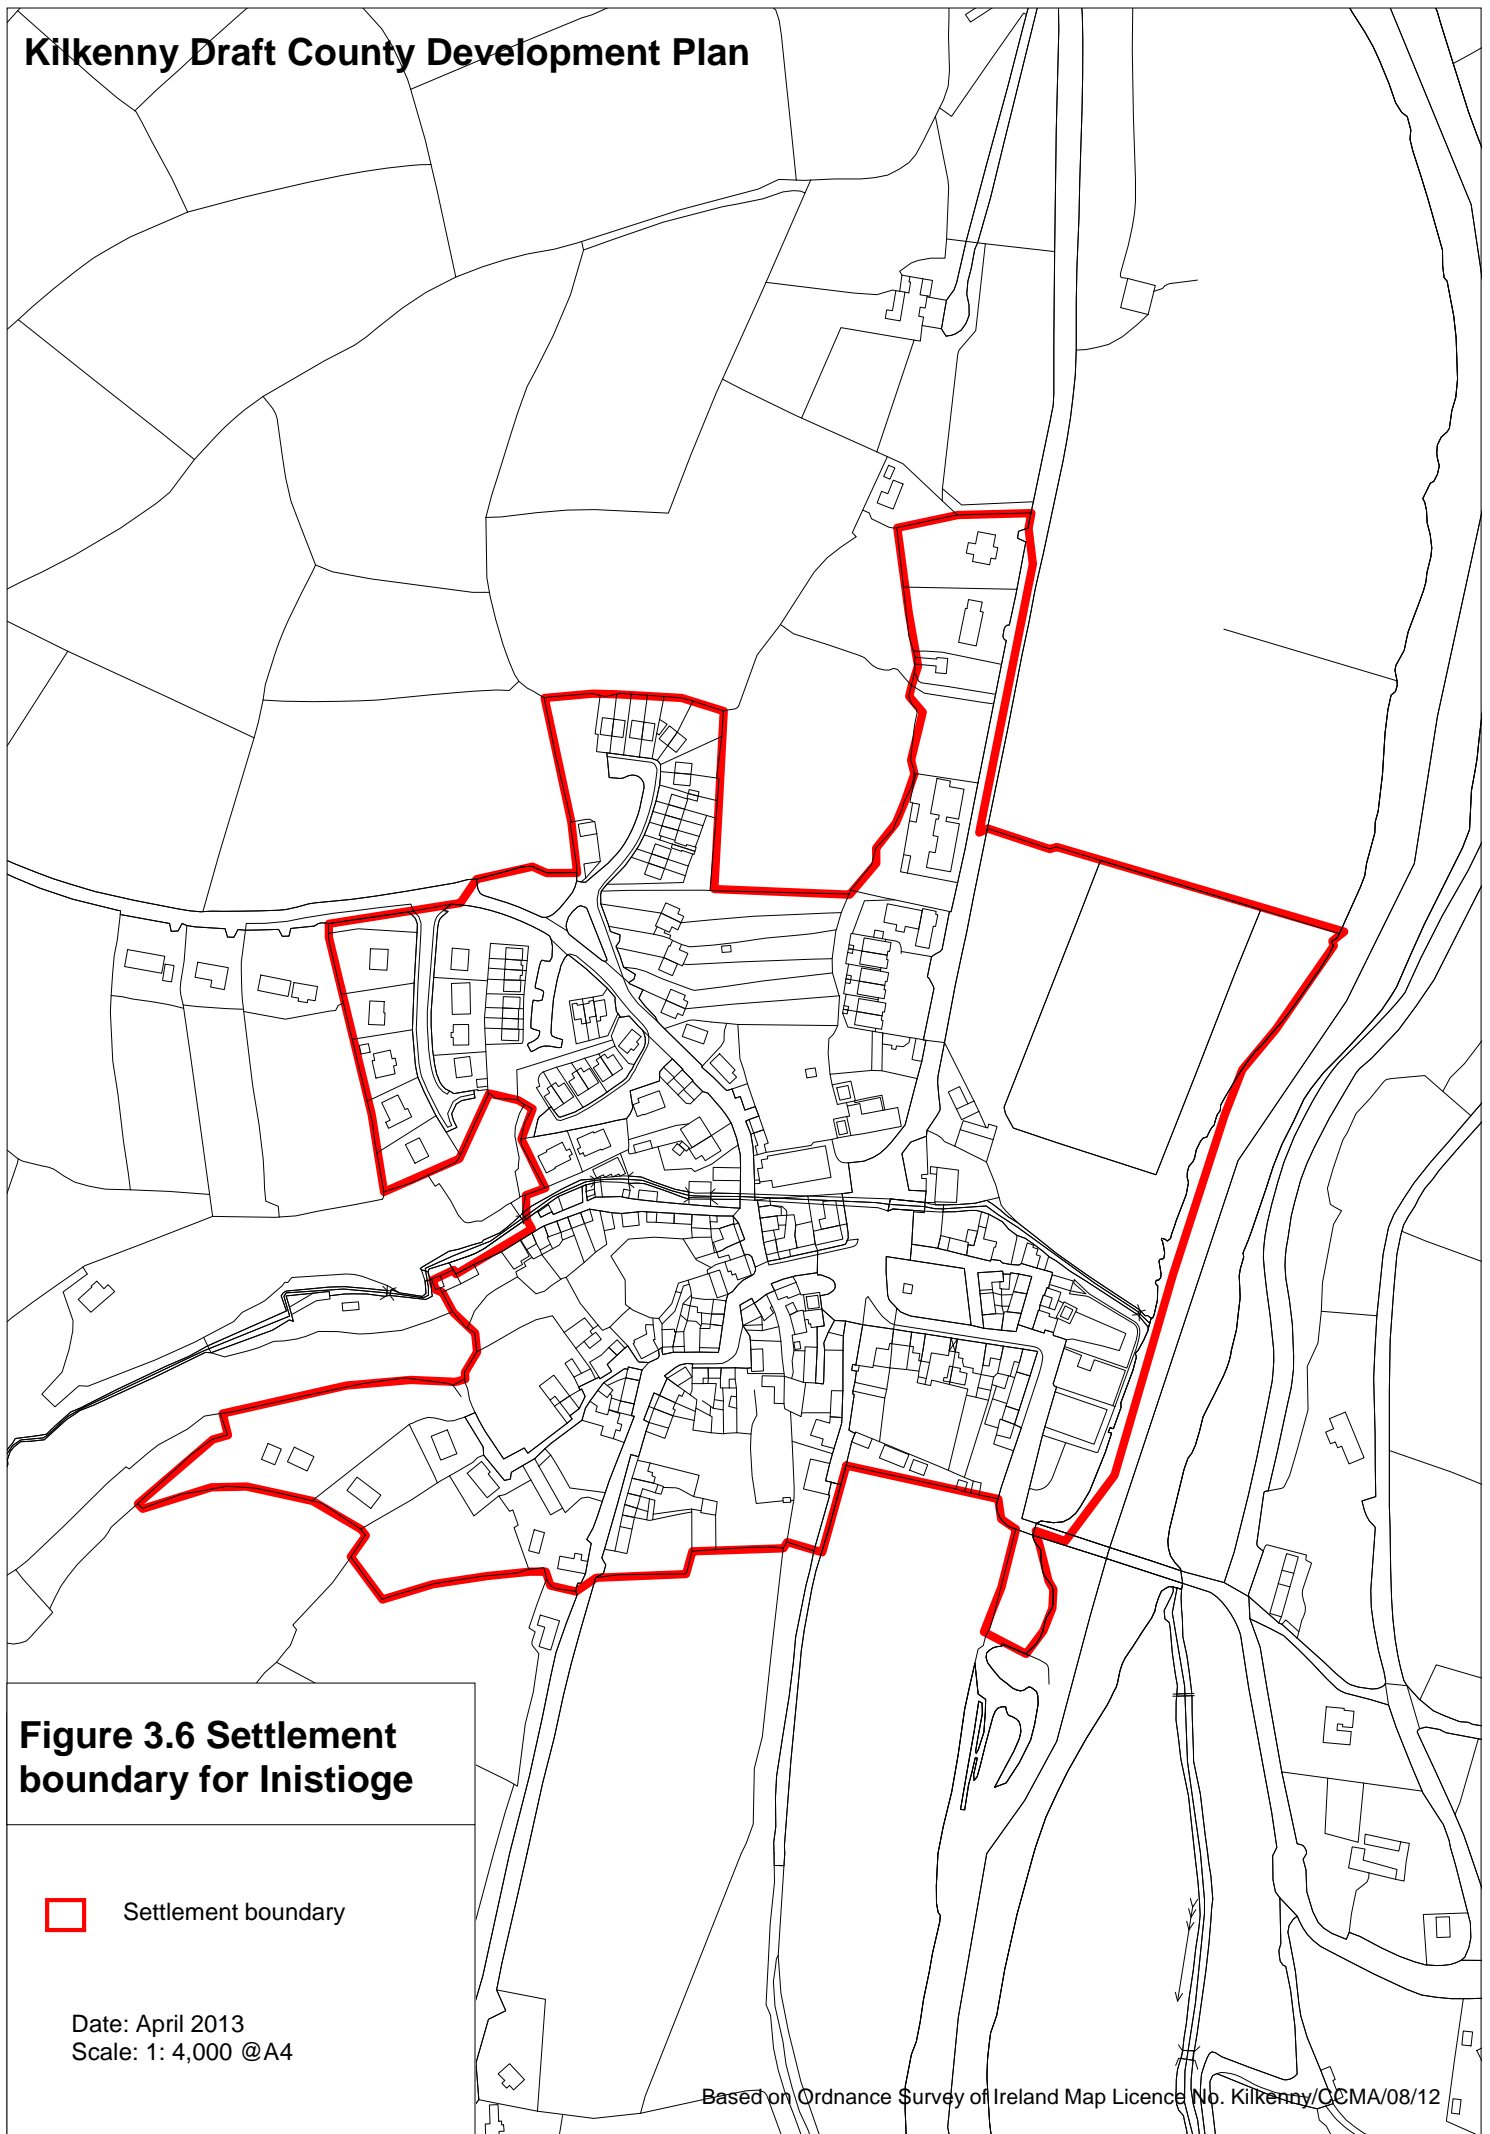 Kilkenny Draft County Development Plan
Figure 3.6 Settlement
boundary for Inistioge
Settlement boundary
Date: April 2013
Scale: 1: 4,000 @A4
Based on Ordnance Survey of Ireland Map Licence No. Kilkenny/CCMA/08/12